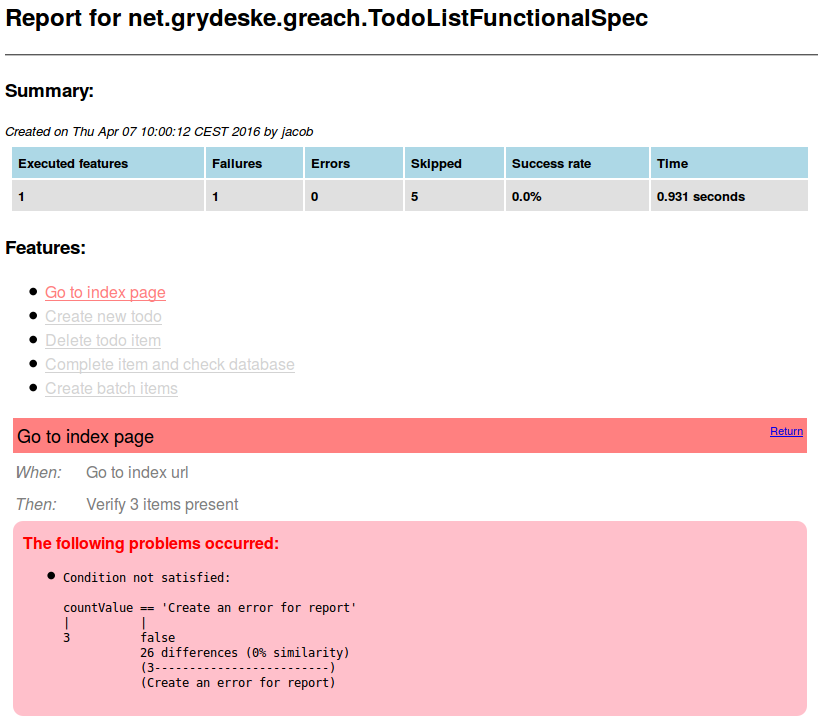 Report for net.grydeske.greach.TodoListFunctionalSpec
Summary:
Created on Thu Apr 07 10:00:12 CEST 2016 by jacob
Executed features Failures Errors Skipped Success rate Time
1 1 0 5 0.0% 0.931 seconds
Features:
Go to index page
Create new todo
Delete todo item
Complete item and check database
Create batch items
Go to index page Return
When: Go to index url
Then: Verify 3 items present
The following problems occurred:
Condition not satisfied:
countValue == 'Create an error for report'
|          |
3          false
           26 differences (0% similarity)
           (3-------------------------)
           (Create an error for report)